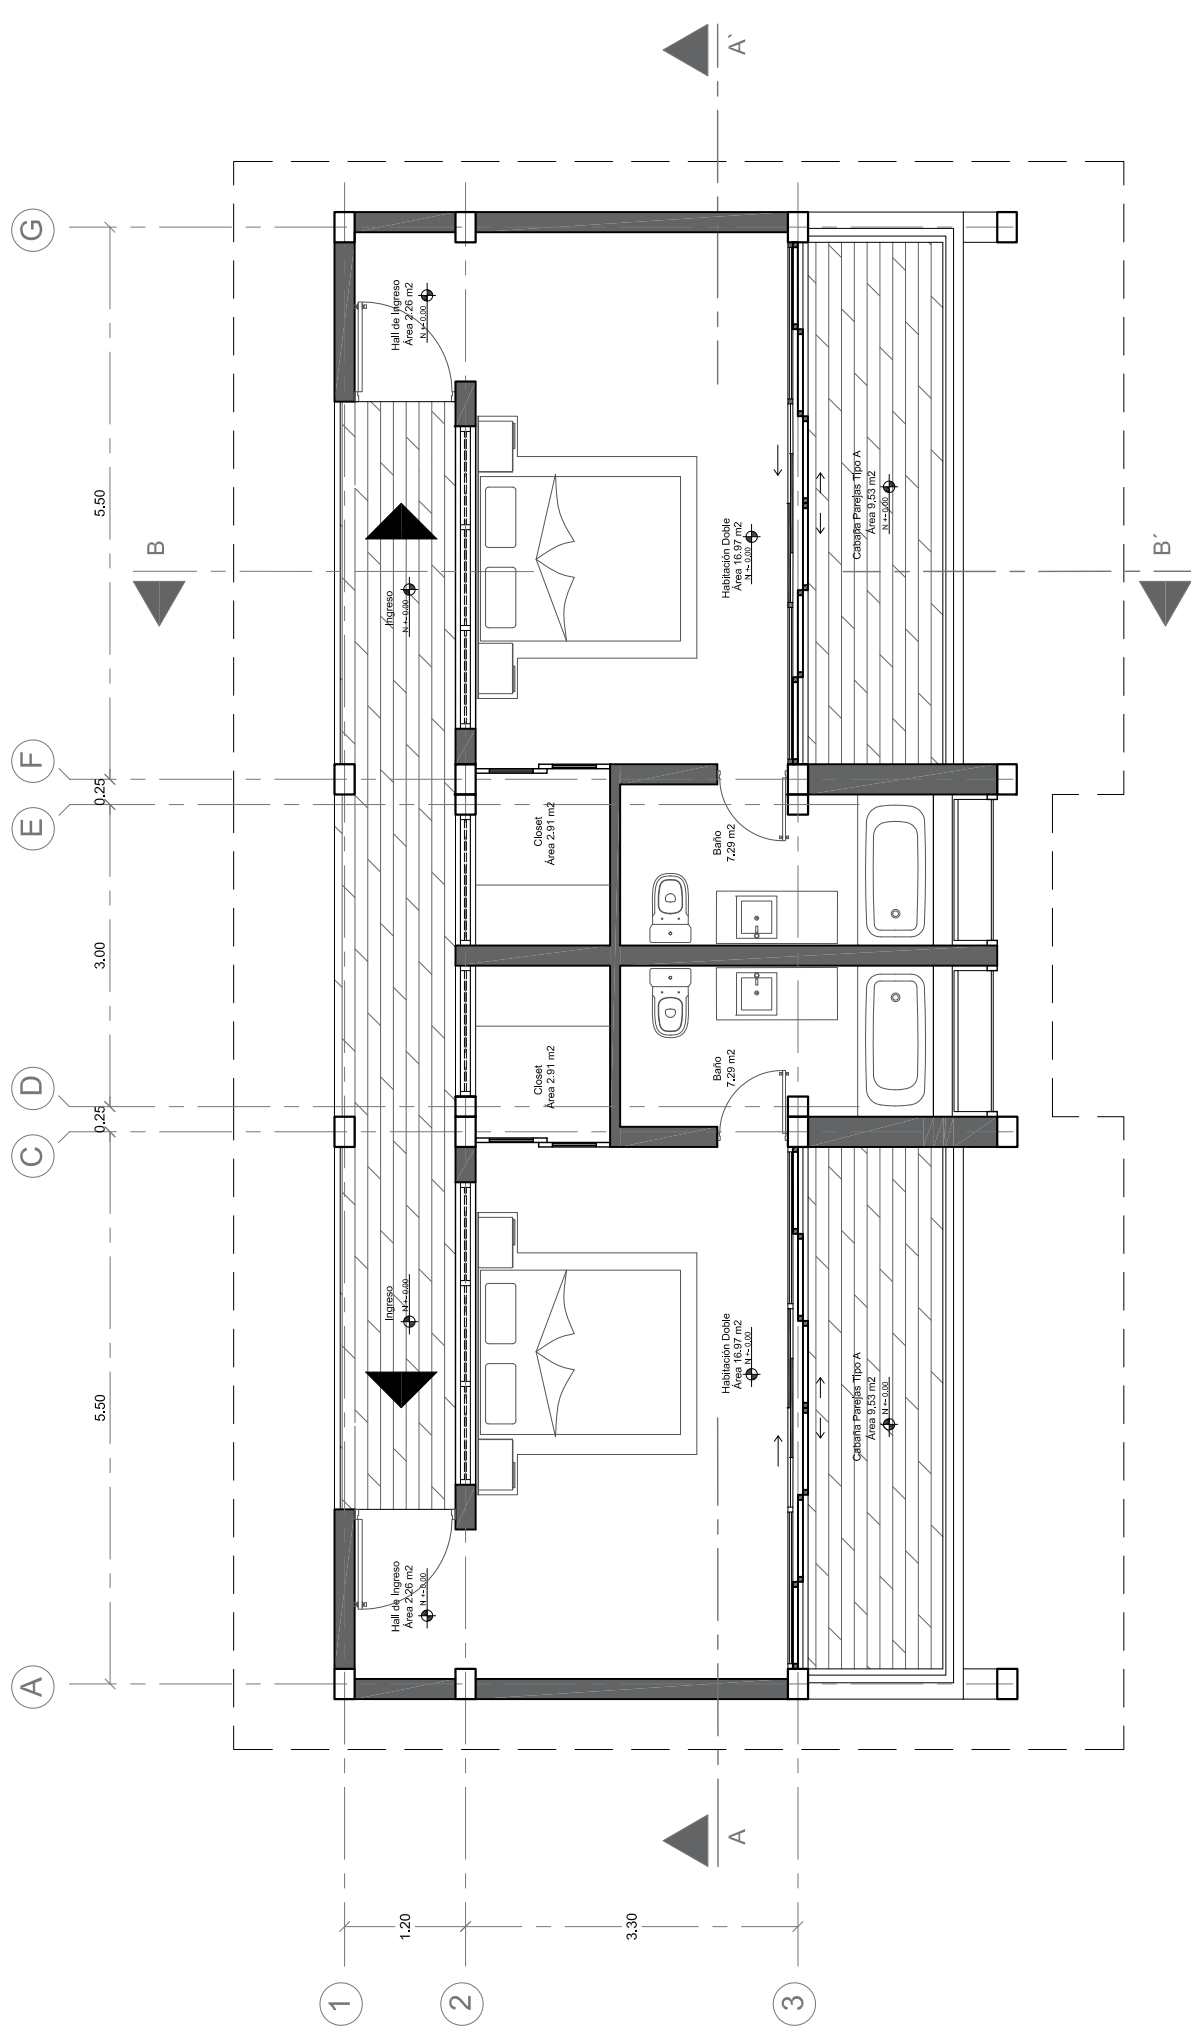 A
C
D
E
F
G
5.50
0.25
3.00
0.25
5.50
B
1
2
3
1.20
3.30
Hall de Ingreso
Área 2.26 m2
N +- 0.00
Ingreso
N +- 0.00
Ingreso
N +- 0.00
Hall de Ingreso
Área 2.26 m2
N +- 0.00
Closet
Área 2.91 m2
Closet
Área 2.91 m2
Habitación Doble
Área 16.97 m2
N +- 0.00
Baño
7.29 m2
Baño
7.29 m2
Habitación Doble
Área 16.97 m2
N +- 0.00
A
A`
Cabaña Parejas Tipo A
Área 9.53 m2
N +- 0.00
Cabaña Parejas Tipo A
Área 9.53 m2
N +- 0.00
B´